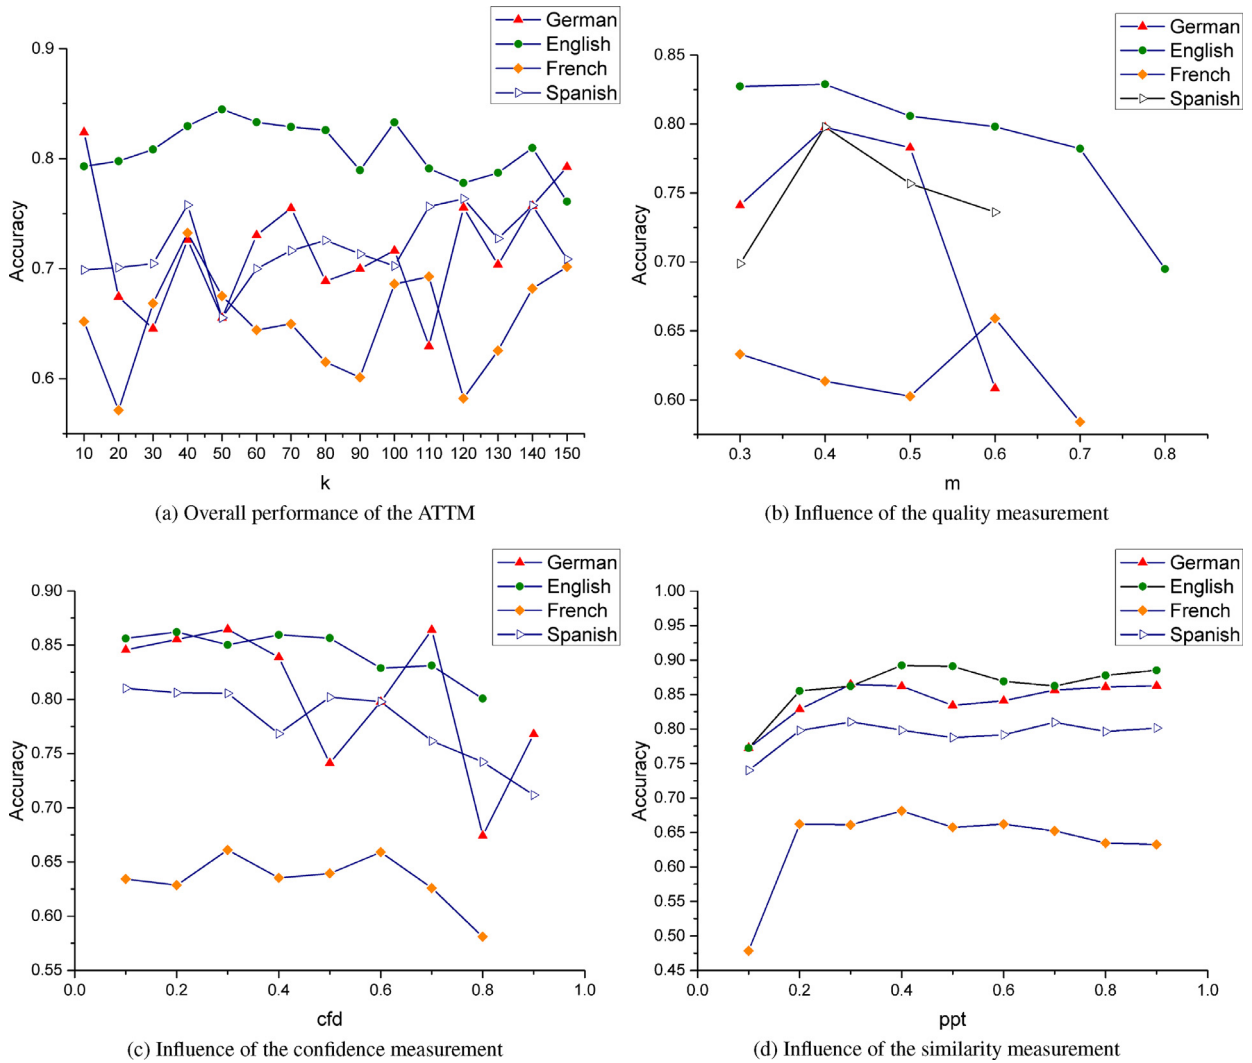 German
English
French
Spanish
0.9
0.8
0.7
0.6
Accuracy
10 20 30 40 50 60 70 80 90 100 110 120 130 140 150
k
(a) Overall performance of the ATTM
German
English
French
Spanish
0.85
0.80
0.75
0.70
0.65
0.60
Accuracy
0.3 0.4 0.5 0.6 0.7 0.8
m
(b) Influence of the quality measurement
German
English
French
Spanish
0.90
0.85
0.80
0.75
0.70
0.65
0.60
0.55
Accuracy
0.0 0.2 0.4 0.6 0.8 1.0
cfd
(c) Influence of the confidence measurement
German
English
French
Spanish
1.00
0.95
0.90
0.85
0.80
0.75
0.70
0.65
0.60
0.55
0.50
0.45
Accuracy
0.0 0.2 0.4 0.6 0.8 1.0
ppt
(d) Influence of the similarity measurement